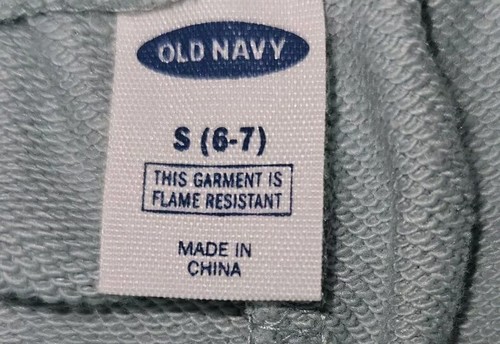 OLD NAVY
S (6-7)
THIS GARMENT IS
FLAME RESISTANT
MADE IN
CHINA